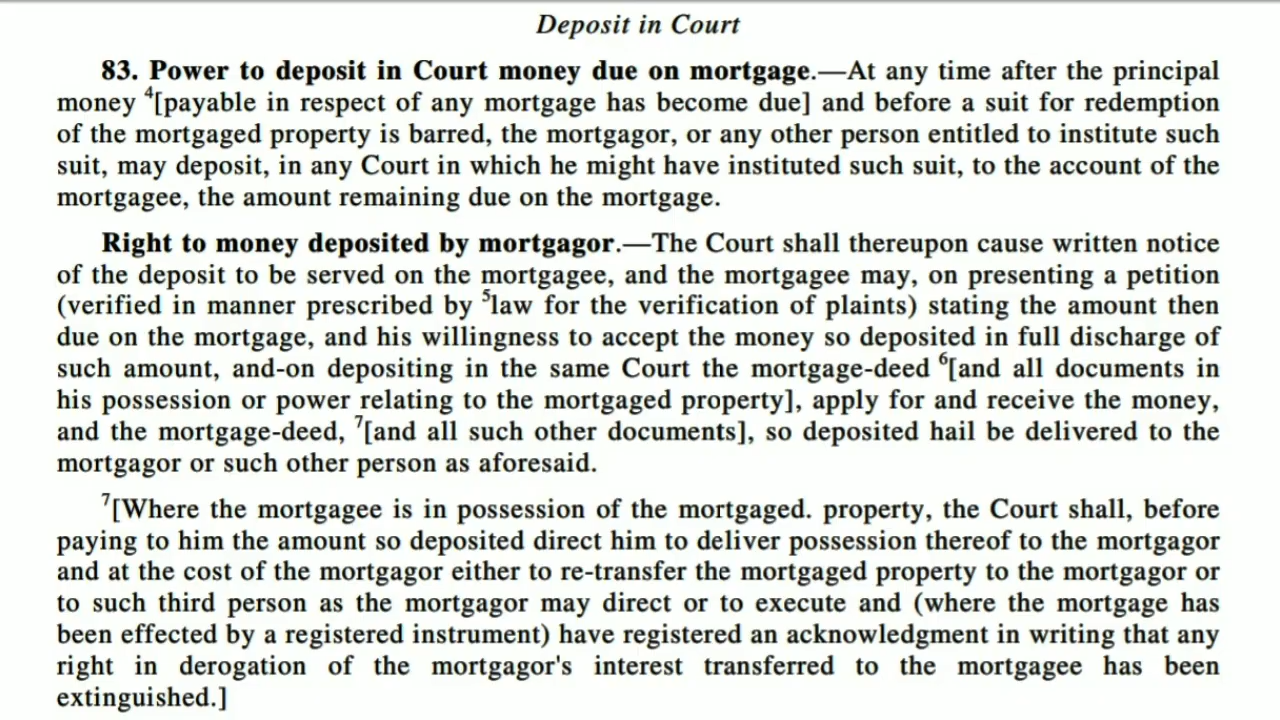 Deposit in Court
83. Power to deposit in Court money due on mortgage.—At any time after the principal
money 4[payable in respect of any mortgage has become due] and before a suit for redemption
of the mortgaged property is barred, the mortgagor, or any other person entitled to institute such
suit, may deposit, in any Court in which he might have instituted such suit, to the account of the
mortgagee, the amount remaining due on the mortgage.
Right to money deposited by mortgagor.—The Court shall thereupon cause written notice
of the deposit to be served on the mortgagee, and the mortgagee may, on presenting a petition
(verified in manner prescribed by 5law for the verification of plaints) stating the amount then
due on the mortgage, and his willingness to accept the money so deposited in full discharge of
such amount, and-on depositing in the same Court the mortgage-deed 6[and all documents in
his possession or power relating to the mortgaged property], apply for and receive the money,
and the mortgage-deed, 7[and all such other documents], so deposited hail be delivered to the
mortgagor or such other person as aforesaid.
7[Where the mortgagee is in possession of the mortgaged. property, the Court shall, before
paying to him the amount so deposited direct him to deliver possession thereof to the mortgagor
and at the cost of the mortgagor either to re-transfer the mortgaged property to the mortgagor or
to such third person as the mortgagor may direct or to execute and (where the mortgage has
been effected by a registered instrument) have registered an acknowledgment in writing that any
right in derogation of the mortgagor's interest transferred to the mortgagee has been
extinguished.]